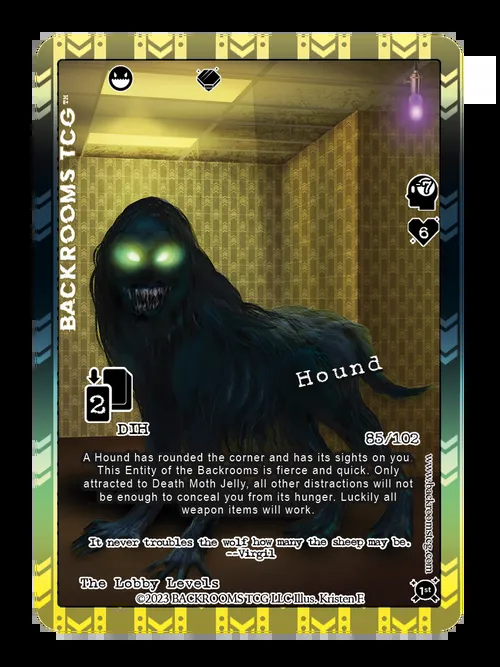 BACKROOMS TCG™
-7
6
Hound
2
DIH
85/102
A Hound has rounded the corner and has its sights on you.
This Entity of the Backrooms is fierce and quick. Only
attracted to Death Moth Jelly, all other distractions will not
be enough to conceal you from its hunger. Luckily all
weapon items will work.
www.backroomstcg.com
It never troubles the wolf how many the sheep may be.
--Virgil
The Lobby Levels
©2023 BACKROOMS TCG LLC Illus. Kristen F.
1st